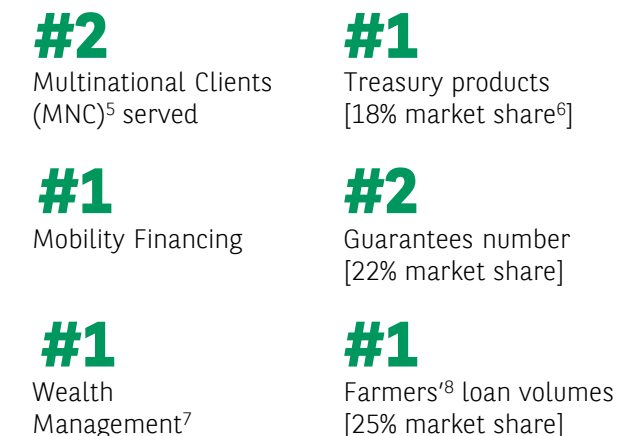 #2
Multinational Clients
(MNC)⁵ served
#1
Treasury products
[18% market share⁶]
#1
Mobility Financing
#2
Guarantees number
[22% market share]
#1
Wealth
Management⁷
#1
Farmers’⁸ loan volumes
[25% market share]